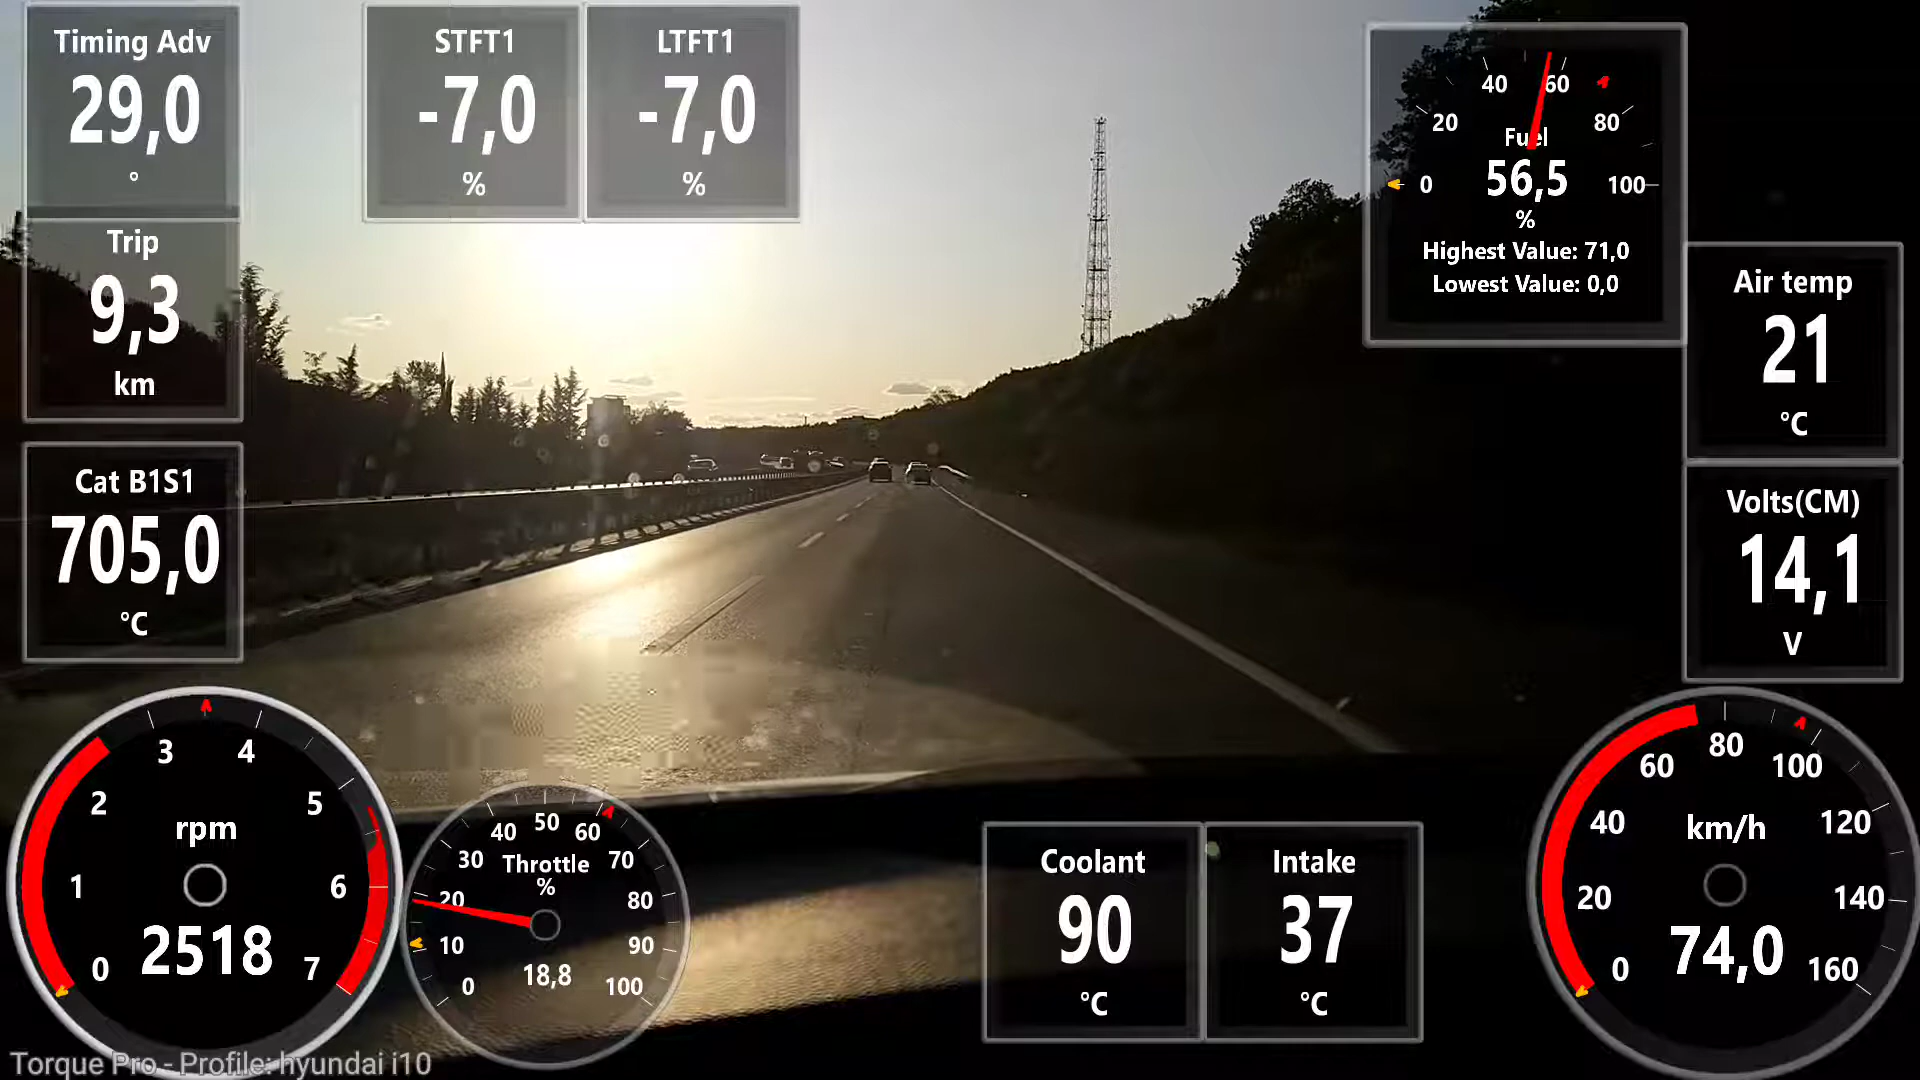 Timing Adv
29,0
°
STFT1
-7,0
%
LTFT1
-7,0
%
40
60
20
80
Fuel
0
56,5
100
%
Highest Value: 71,0
Lowest Value: 0,0
Trip
9,3
km
Air temp
21
°C
Cat B1S1
705,0
°C
Volts(CM)
14,1
V
3
4
2
5
rpm
1
6
0
2518
7
40
50
60
30
Throttle
70
%
20
80
10
90
0
18,8
100
Coolant
90
°C
Intake
37
°C
60
80
100
40
km/h
120
20
140
0
74,0
160
Torque Pro - Profile: hyundai i10